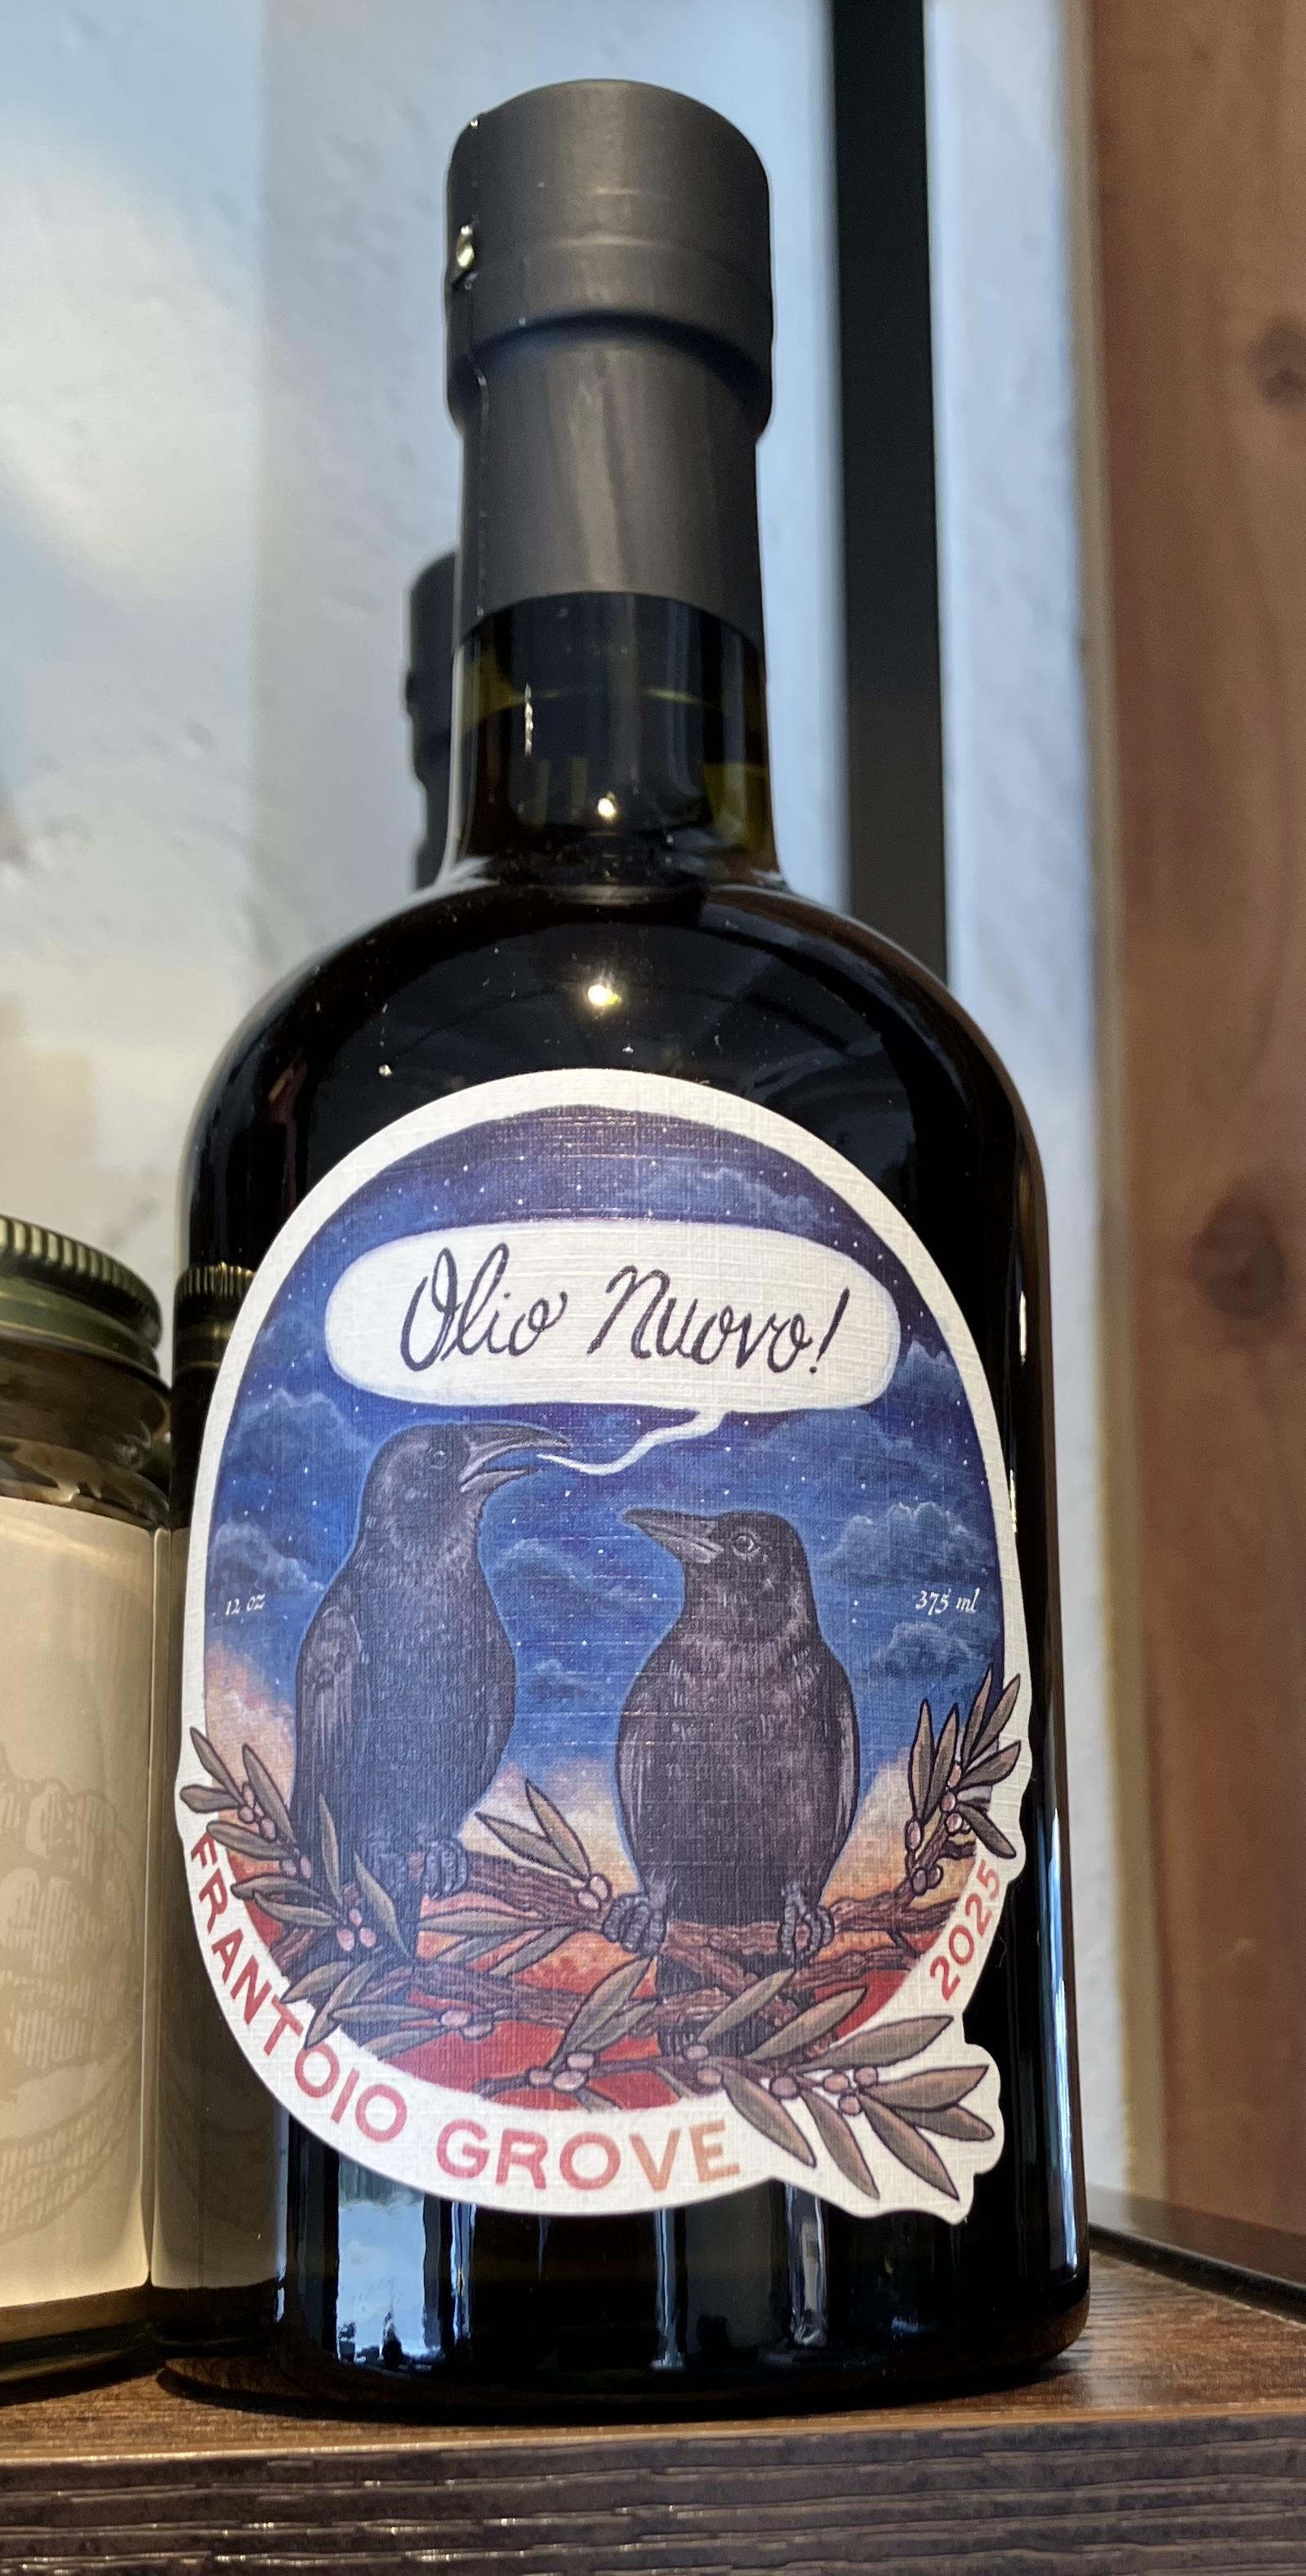 Olio Nuovo!
12 oz
375 ml
FRANTOIO GROVE
2025